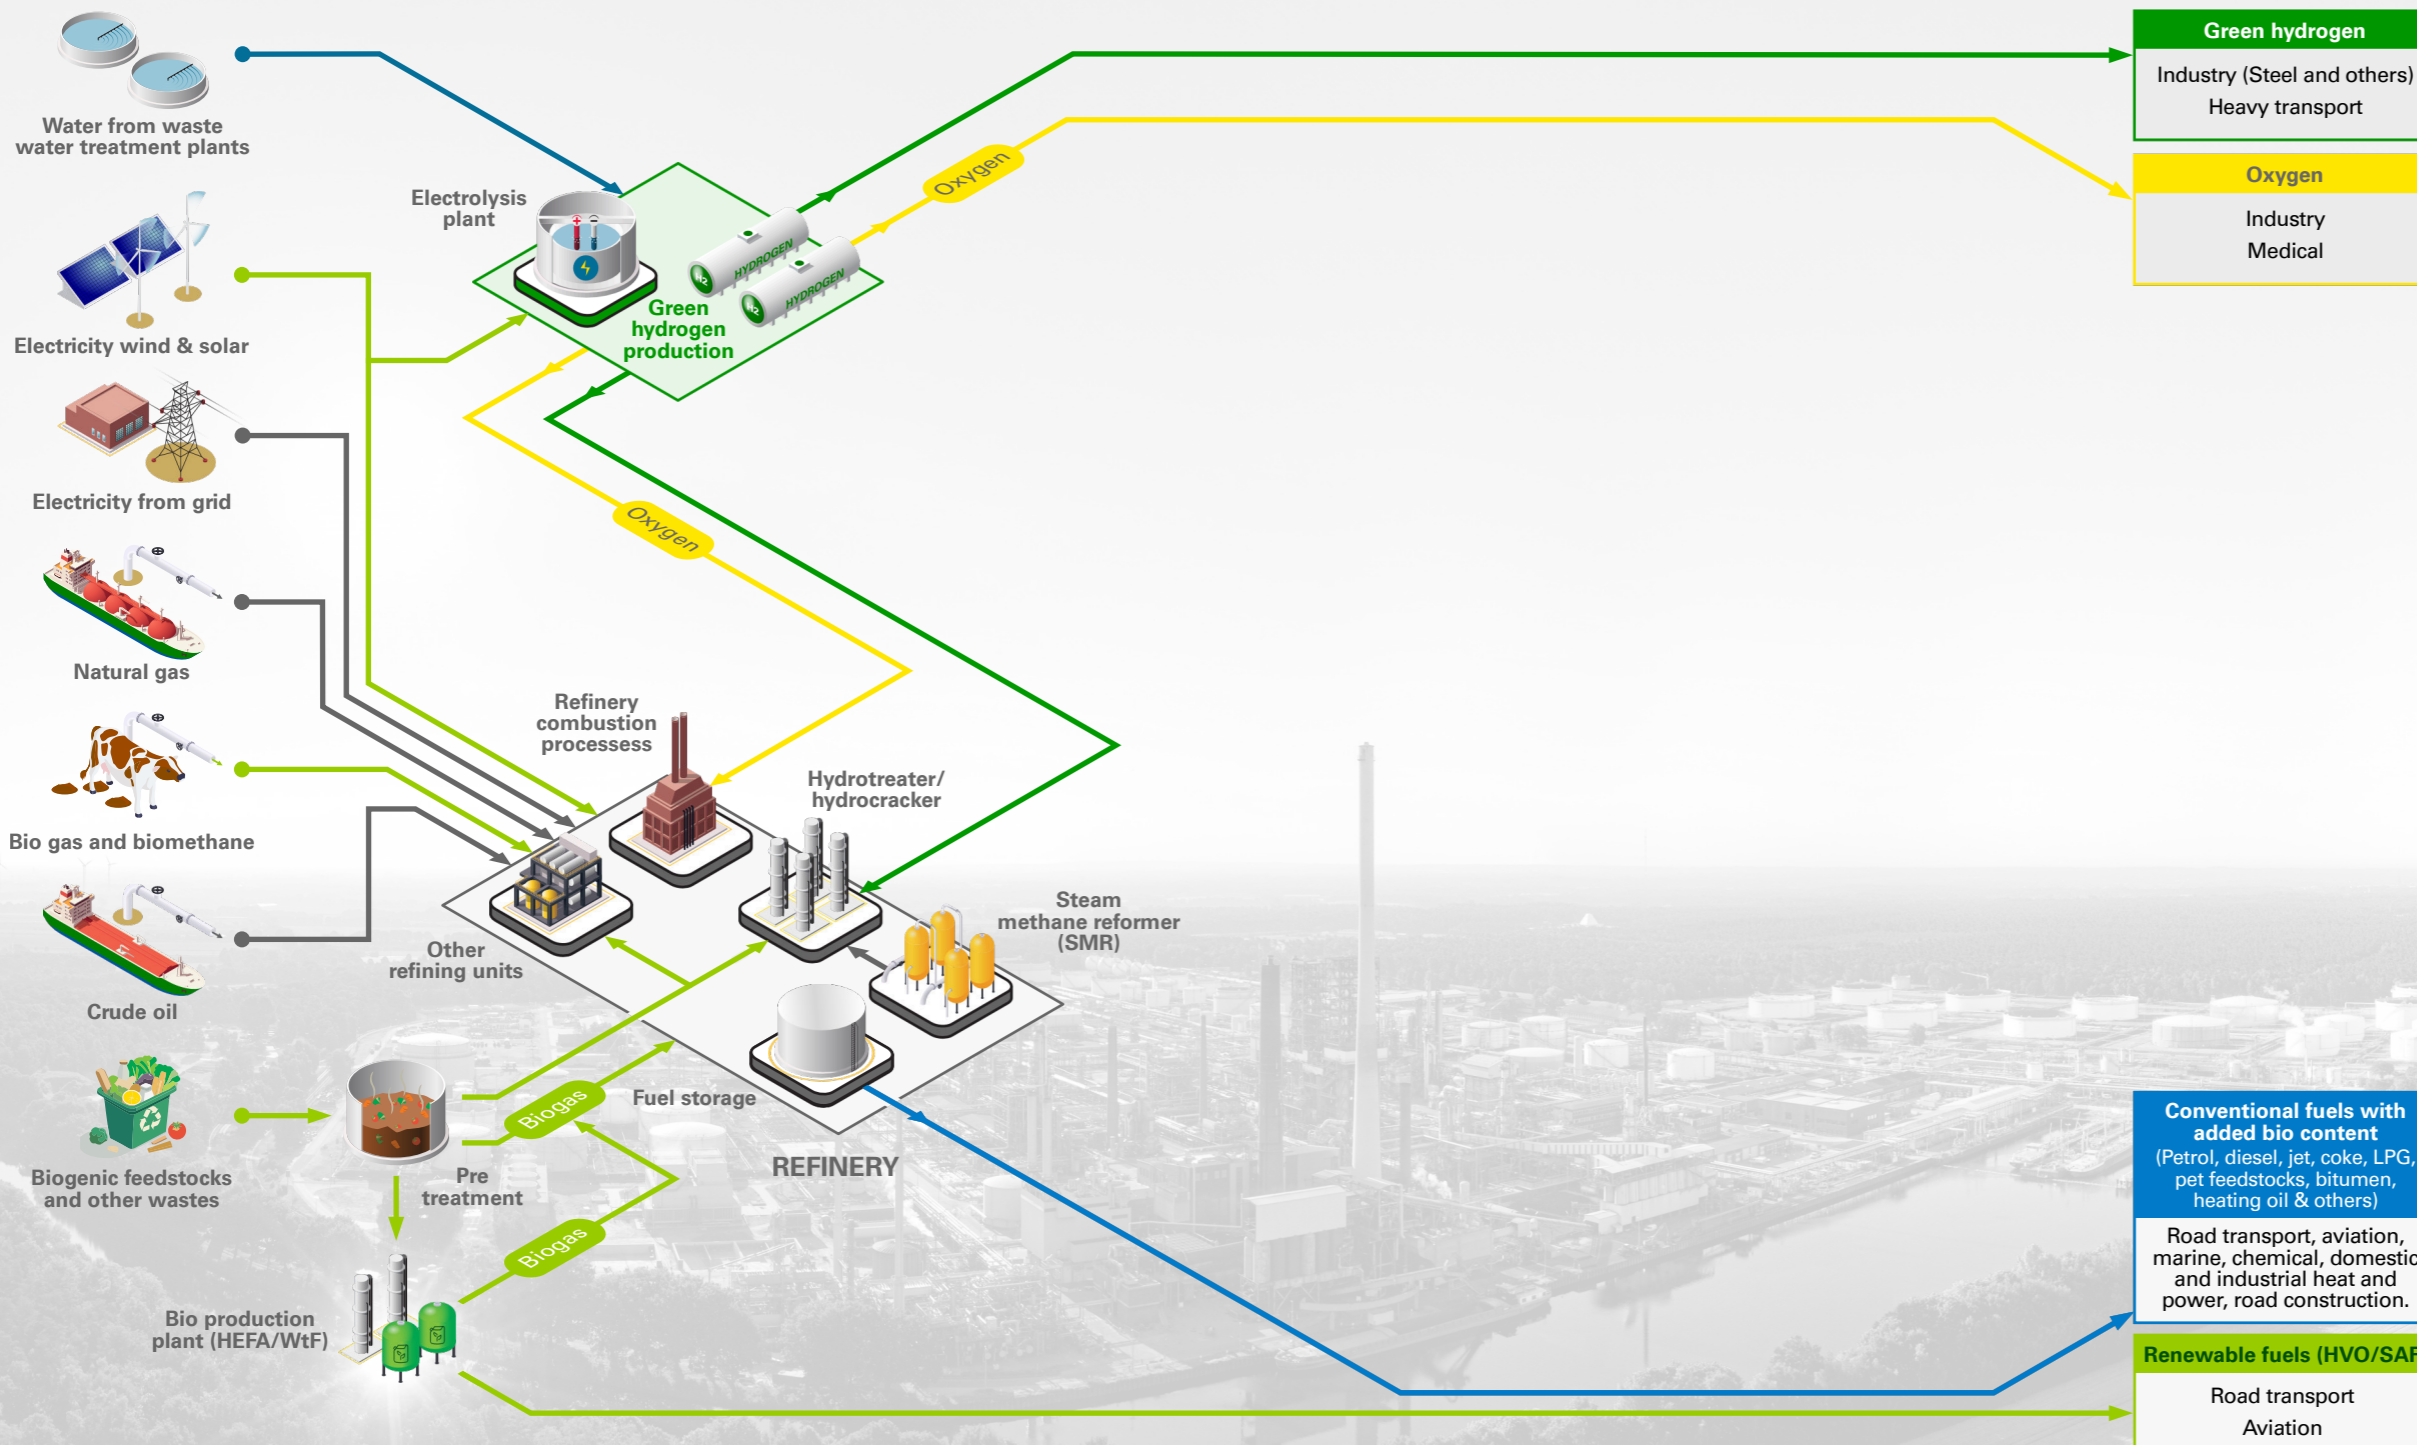 Water from waste
water treatment plants
Electricity wind & solar
Electricity from grid
Natural gas
Bio gas and biomethane
Crude oil
Biogenic feedstocks
and other wastes
Electrolysis
plant
HYDROGEN
H2
HYDROGEN
H2
Green
hydrogen
production
Oxygen
Oxygen
Refinery
combustion
processess
Hydrotreater/
hydrocracker
Steam
methane reformer
(SMR)
Other
refining units
Fuel storage
REFINERY
Biogas
Pre
treatment
Biogas
Bio production
plant (HEFA/WtF)
Green hydrogen
Industry (Steel and others)
Heavy transport
Oxygen
Industry
Medical
Conventional fuels with
added bio content
(Petrol, diesel, jet, coke, LPG,
pet feedstocks, bitumen,
heating oil & others)
Road transport, aviation,
marine, chemical, domestic
and industrial heat and
power, road construction.
Renewable fuels (HVO/SAF
Road transport
Aviation